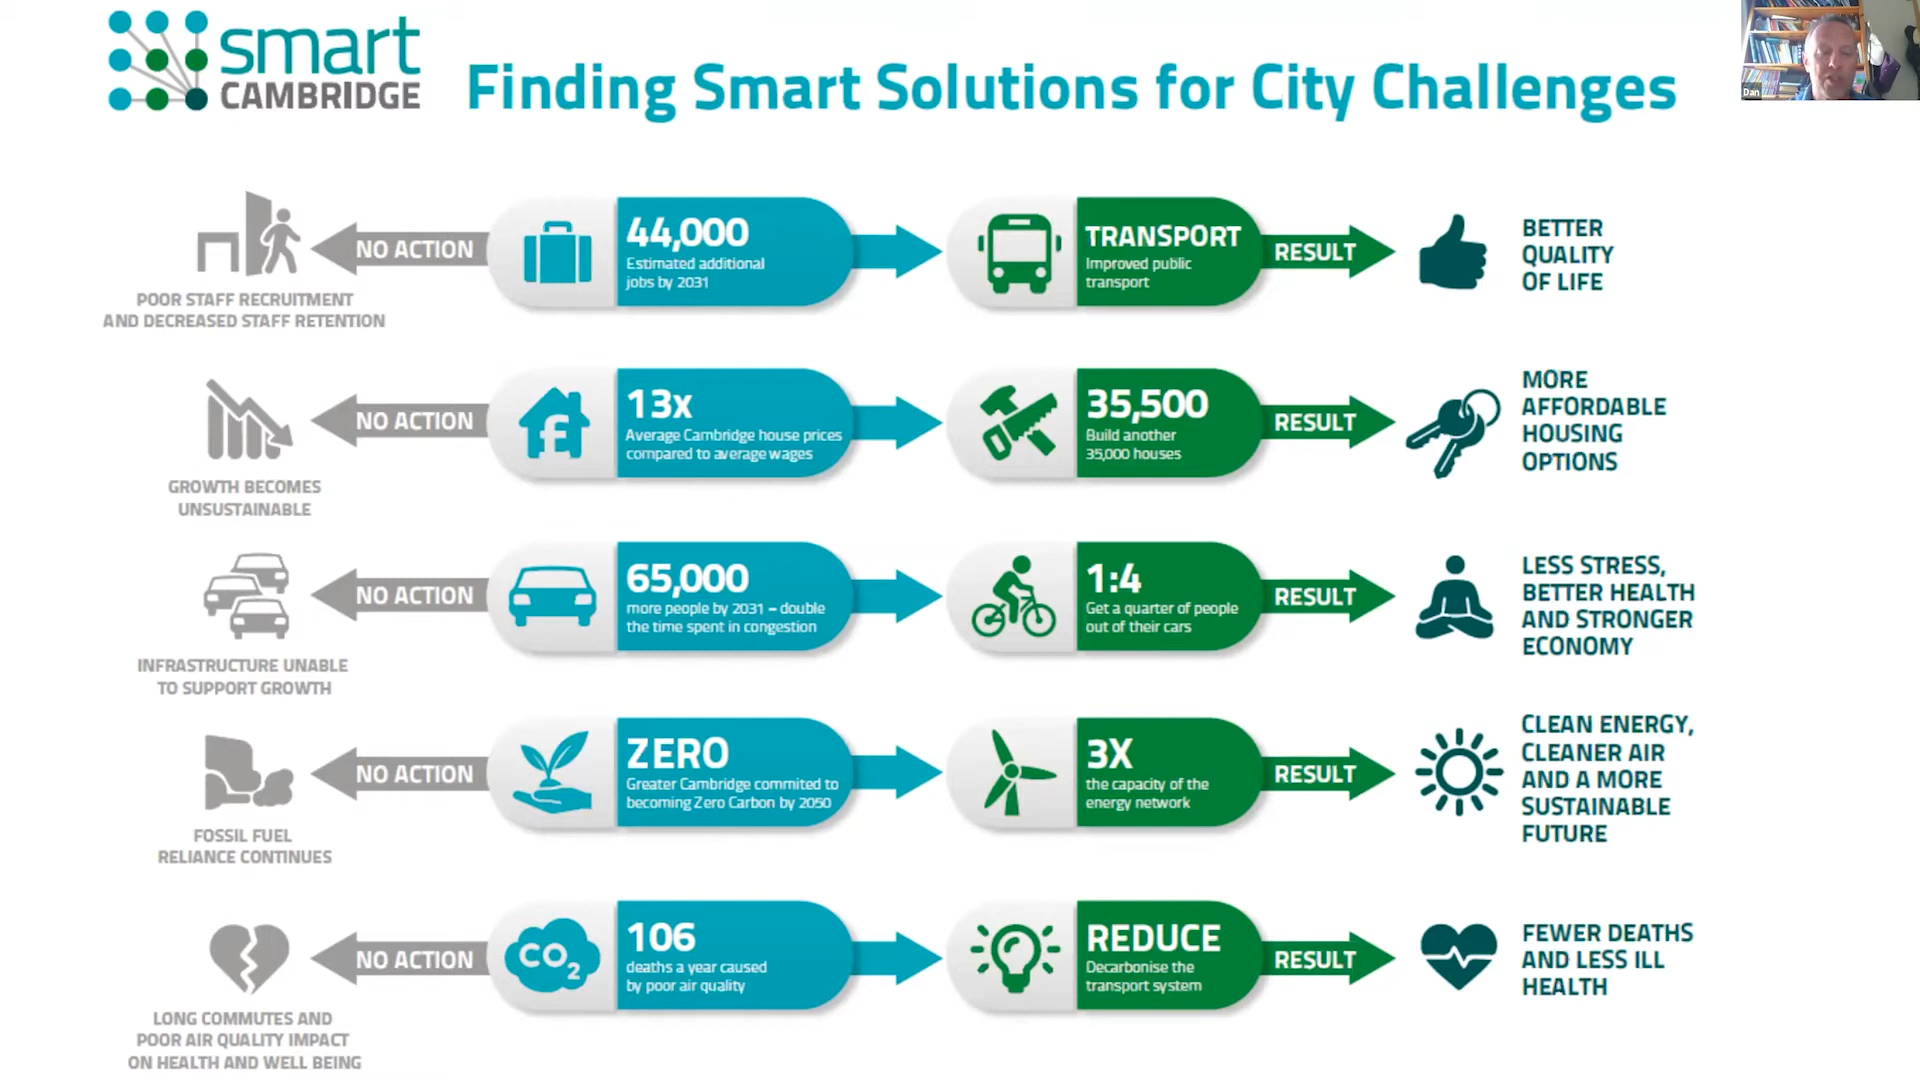 smart
CAMBRIDGE
Finding Smart Solutions for City Challenges
Dan
NO ACTION
POOR STAFF RECRUITMENT
AND DECREASED STAFF RETENTION
44,000
Estimated additional
jobs by 2031
TRANSPORT
Improved public
transport
RESULT
BETTER
QUALITY
OF LIFE
NO ACTION
GROWTH BECOMES
UNSUSTAINABLE
£
13x
Average Cambridge house prices
compared to average wages
35,500
Build another
35,000 houses
RESULT
MORE
AFFORDABLE
HOUSING
OPTIONS
NO ACTION
INFRASTRUCTURE UNABLE
TO SUPPORT GROWTH
65,000
more people by 2031 – double
the time spent in congestion
1:4
Get a quarter of people
out of their cars
RESULT
LESS STRESS,
BETTER HEALTH
AND STRONGER
ECONOMY
NO ACTION
FOSSIL FUEL
RELIANCE CONTINUES
ZERO
Greater Cambridge commited to
becoming Zero Carbon by 2050
3X
the capacity of the
energy network
RESULT
CLEAN ENERGY,
CLEANER AIR
AND A MORE
SUSTAINABLE
FUTURE
NO ACTION
LONG COMMUTES AND
POOR AIR QUALITY IMPACT
ON HEALTH AND WELL BEING
CO2
106
deaths a year caused
by poor air quality
REDUCE
Decarbonise the
transport system
RESULT
FEWER DEATHS
AND LESS ILL
HEALTH